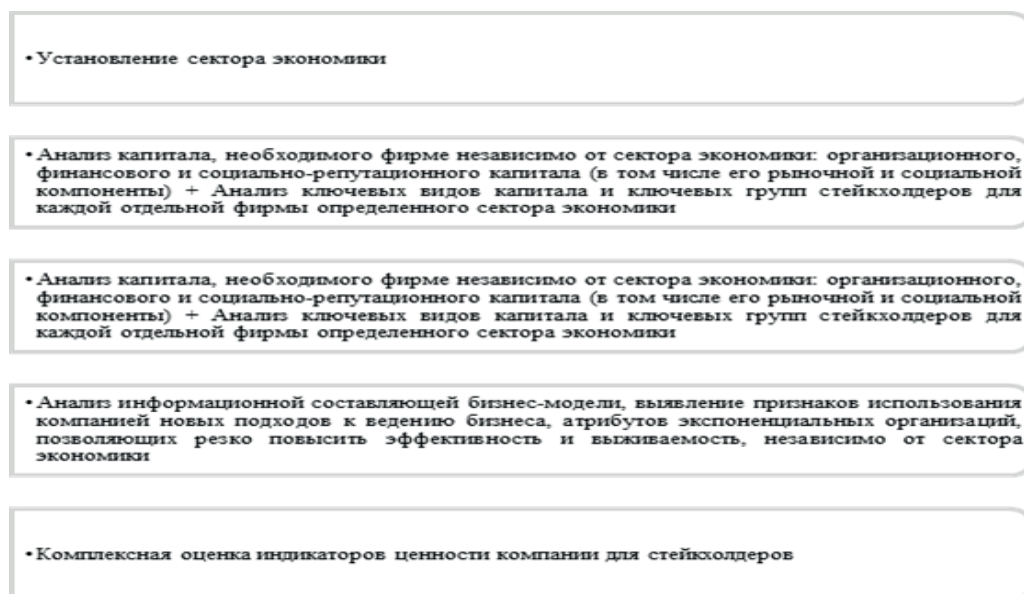 • Установление сектора экономики
• Анализ капитала, необходимого фирме независимо от сектора экономики: организационного,
финансового и социально-репутационного капитала (в том числе его рыночной и социальной
компоненты) + Анализ ключевых видов капитала и ключевых групп стейкхолдеров для
каждой отдельной фирмы определенного сектора экономики
• Анализ капитала, необходимого фирме независимо от сектора экономики: организационного,
финансового и социально-репутационного капитала (в том числе его рыночной и социальной
компоненты) + Анализ ключевых видов капитала и ключевых групп стейкхолдеров для
каждой отдельной фирмы определенного сектора экономики
• Анализ информационной составляющей бизнес-модели, выявление признаков использования
компанией новых подходов к ведению бизнеса, атрибутов экспоненциальных организаций,
позволяющих резко повысить эффективность и выживаемость, независимо от сектора
экономики
• Комплексная оценка индикаторов ценности компании для стейкхолдеров